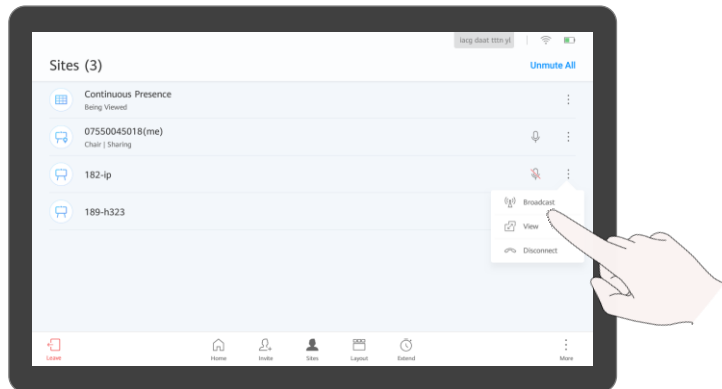 Sites (3)
Unmute All
Continuous Presence
Being Viewed
07550045018(me)
Chair | Sharing
182-ip
189-h323
Broadcast
View
Disconnect
Leave
Home
Invite
Sites
Layout
Extend
More